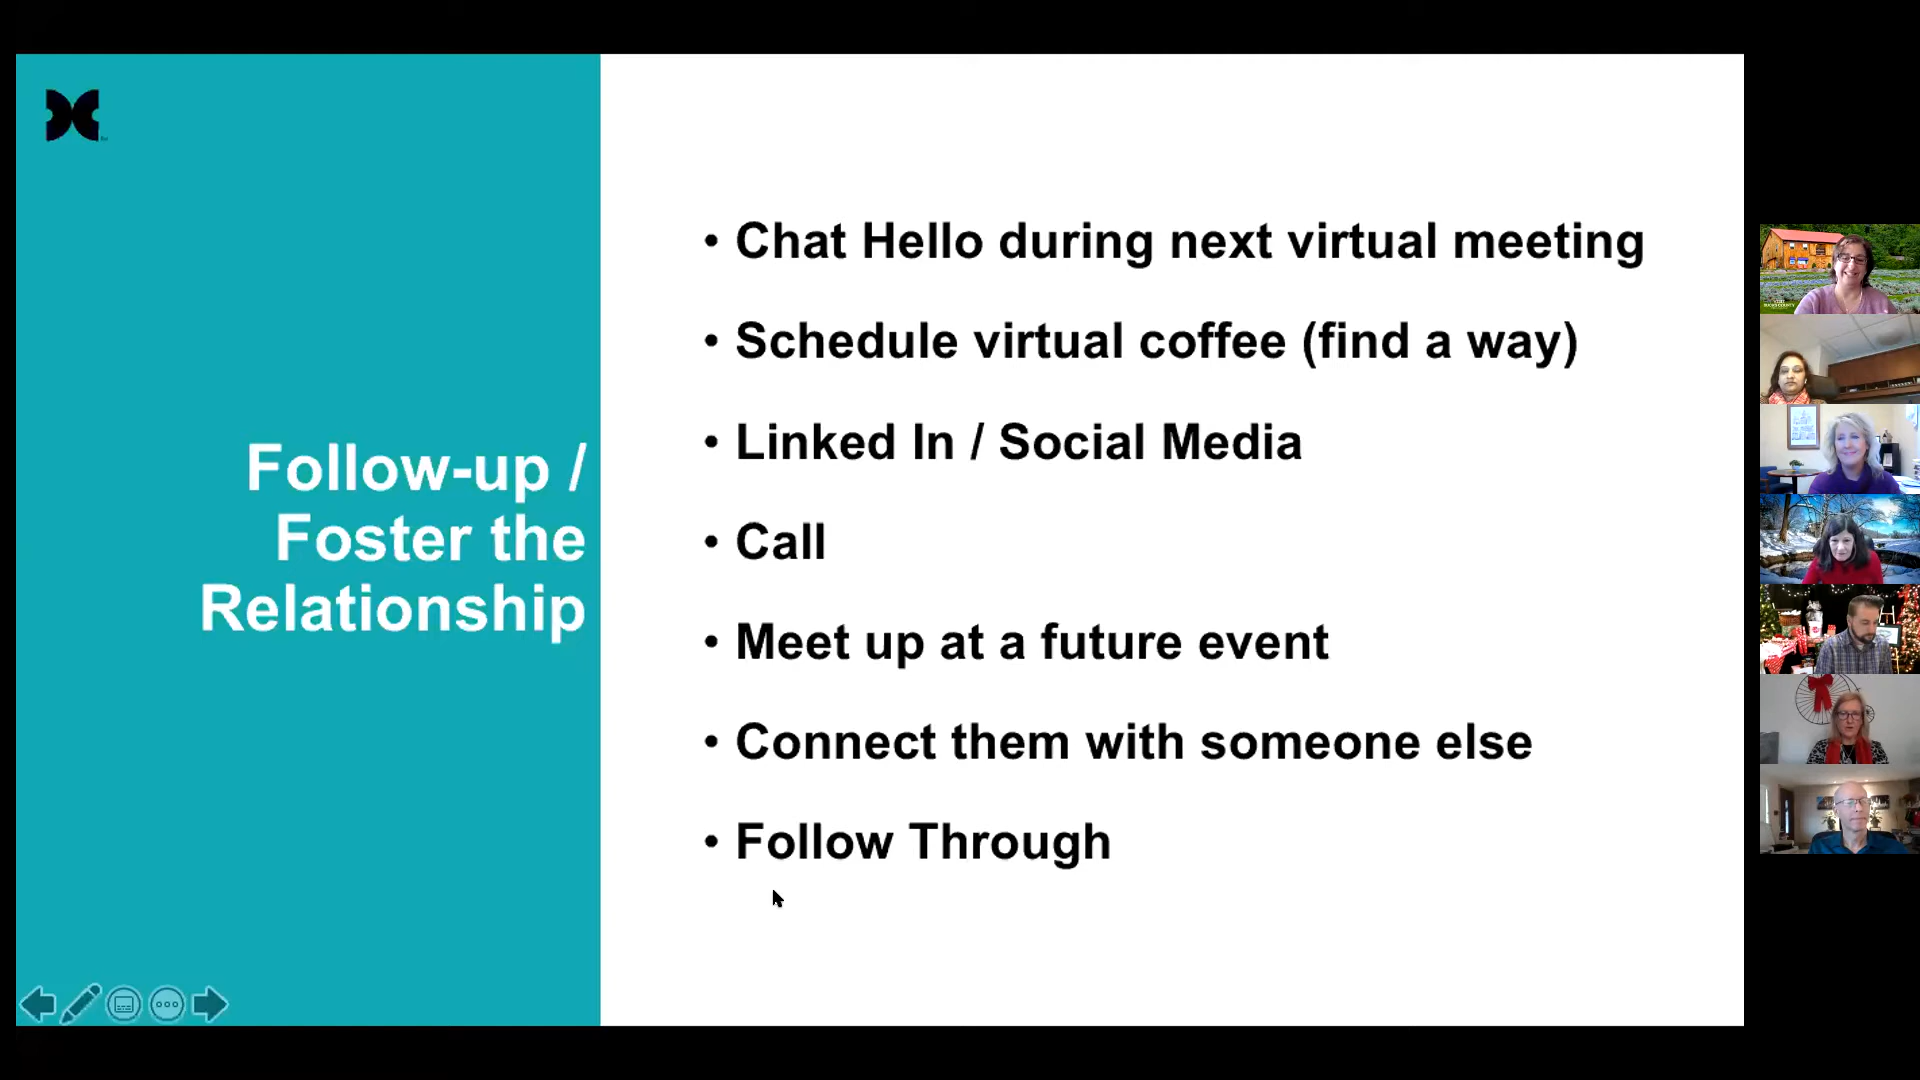 Follow-up /
Foster the
Relationship
• Chat Hello during next virtual meeting
• Schedule virtual coffee (find a way)
• Linked In / Social Media
• Call
• Meet up at a future event
• Connect them with someone else
• Follow Through